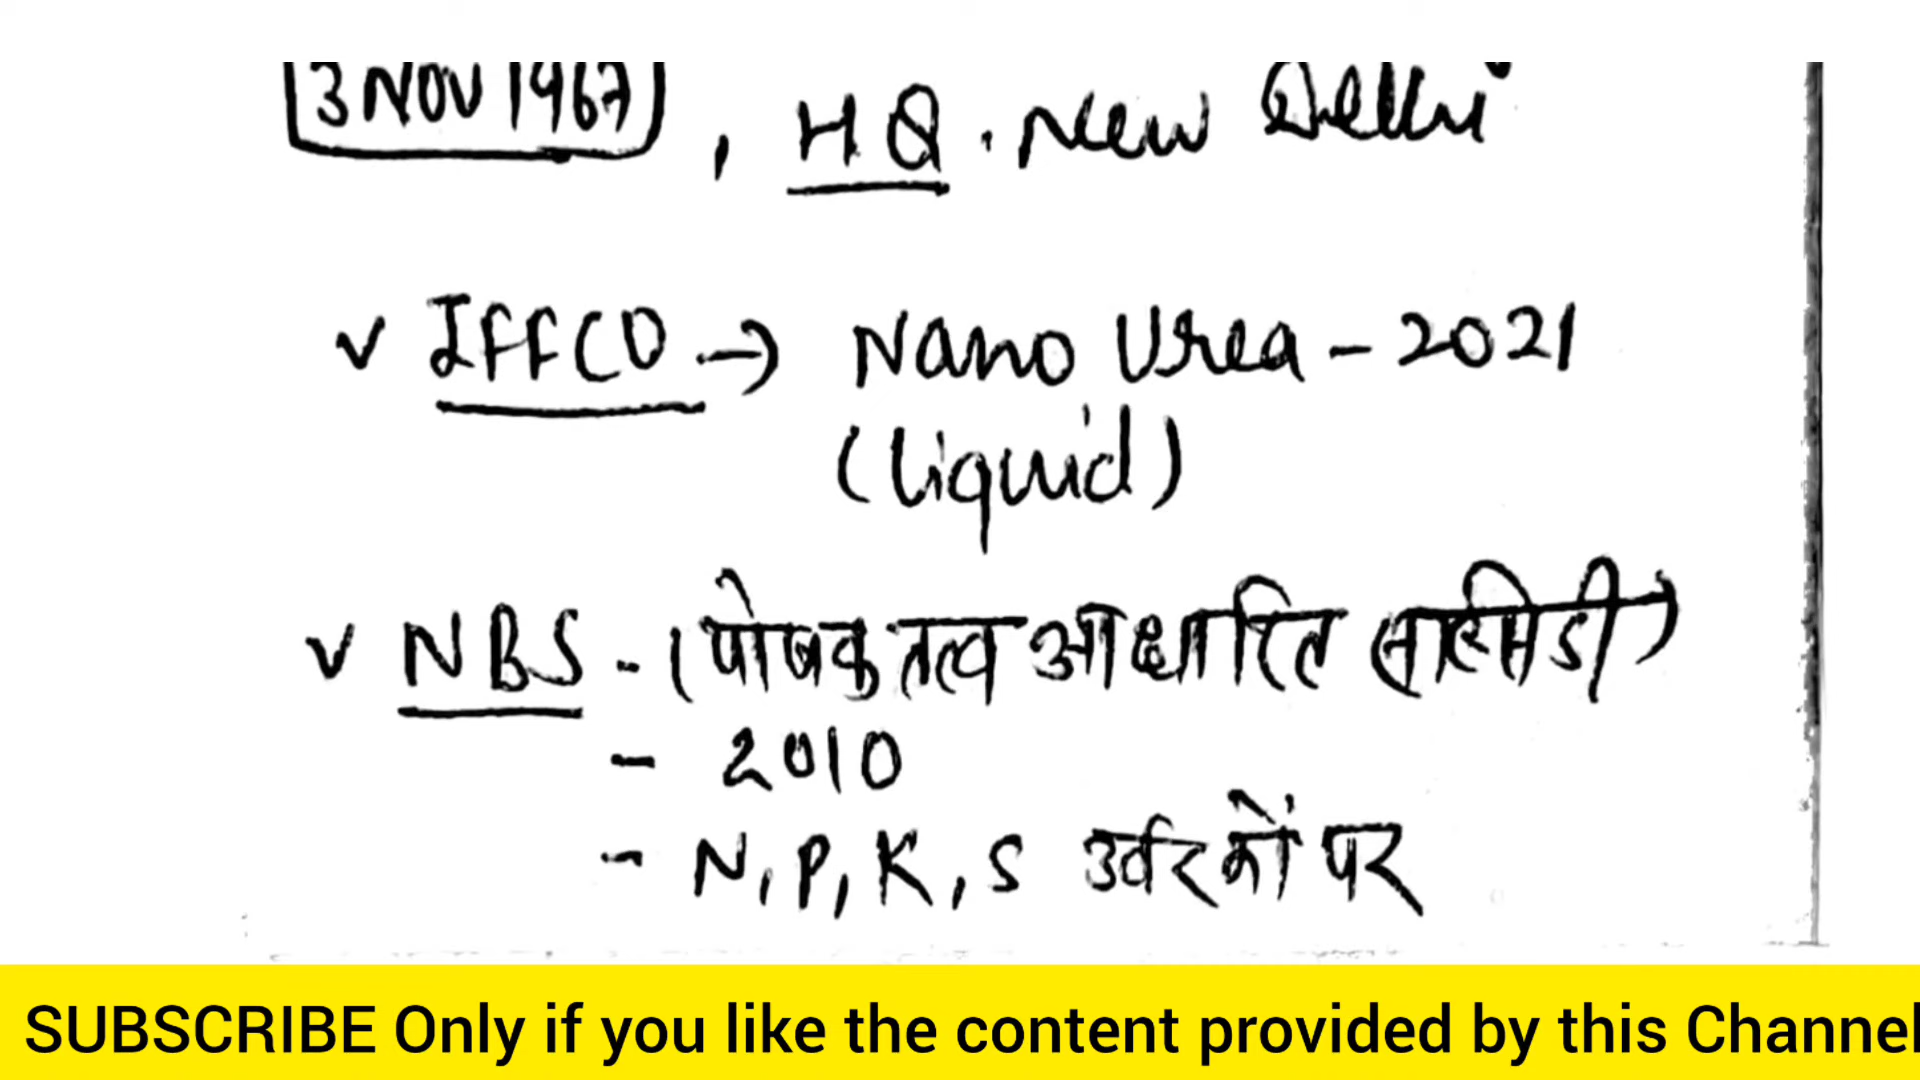 3 NOV 1967, HQ. New Delhi
✓ IFFCO → Nano Urea - 2021
(liquid)
✓ NBS - (पोषक तत्व आधारित सब्सिडी)
- 2010
- N, P, K, S उर्वरकों पर
SUBSCRIBE Only if you like the content provided by this Channel